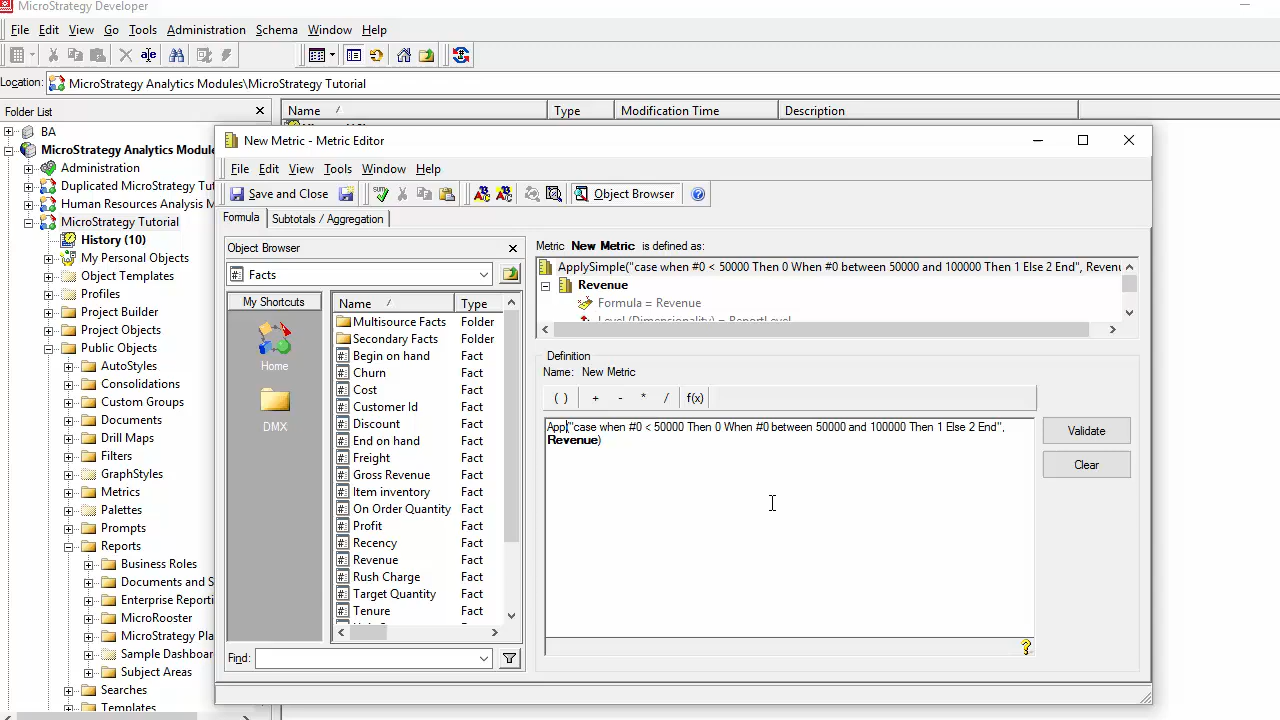 MicroStrategy Developer
File Edit View Go Tools Administration Schema Window Help
Location: MicroStrategy Analytics Modules\MicroStrategy Tutorial
Folder List
Name Type Modification Time Description
BA
MicroStrategy Analytics Module
Administration
Duplicated MicroStrategy Tut
Human Resources Analysis M
MicroStrategy Tutorial
History (10)
My Personal Objects
Object Templates
Profiles
Project Builder
Project Objects
Public Objects
AutoStyles
Consolidations
Custom Groups
Documents
Drill Maps
Filters
GraphStyles
Metrics
Palettes
Prompts
Reports
Business Roles
Documents and S
Enterprise Reporti
MicroRooster
MicroStrategy Pla
Sample Dashboar
Subject Areas
Searches
Templates
New Metric - Metric Editor
File Edit View Tools Window Help
Save and Close Object Browser
Formula Subtotals / Aggregation
Object Browser
Facts
My Shortcuts
Home
DMX
Name Type
Multisource Facts Folder
Secondary Facts Folder
Begin on hand Fact
Churn Fact
Cost Fact
Customer Id Fact
Discount Fact
End on hand Fact
Freight Fact
Gross Revenue Fact
Item inventory Fact
On Order Quantity Fact
Profit Fact
Recency Fact
Revenue Fact
Rush Charge Fact
Target Quantity Fact
Tenure Fact
Find:
Metric New Metric is defined as:
ApplySimple("case when #0 < 50000 Then 0 When #0 between 50000 and 100000 Then 1 Else 2 End", Revenu
Revenue
Formula = Revenue
Level (Dimensionality) = ReportLevel
Definition
Name: New Metric
( ) + - * / f(x)
Appl("case when #0 < 50000 Then 0 When #0 between 50000 and 100000 Then 1 Else 2 End",
Revenue)
Validate
Clear